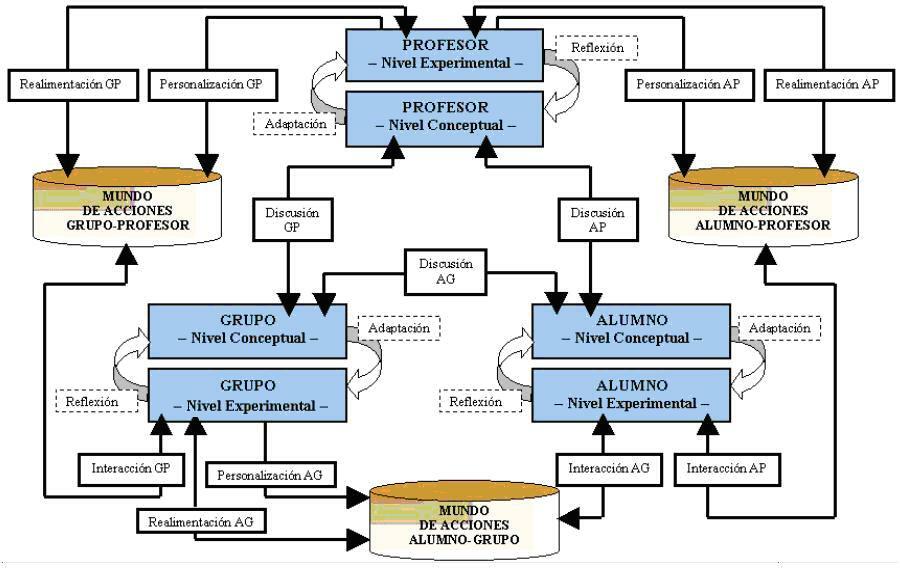 PROFESOR
– Nivel Experimental –
Reflexión
Realimentación GP
Personalización GP
Personalización AP
Realimentación AP
PROFESOR
– Nivel Conceptual –
Adaptación
MUNDO
DE ACCIONES
GRUPO-PROFESOR
MUNDO
DE ACCIONES
ALUMNO-PROFESOR
Discusión
GP
Discusión
AP
Discusión
AG
GRUPO
– Nivel Conceptual –
Adaptación
ALUMNO
– Nivel Conceptual –
Adaptación
GRUPO
– Nivel Experimental –
Reflexión
ALUMNO
– Nivel Experimental –
Reflexión
Interacción GP
Personalización AG
Interacción AG
Interacción AP
Realimentación AG
MUNDO
DE ACCIONES
ALUMNO-GRUPO